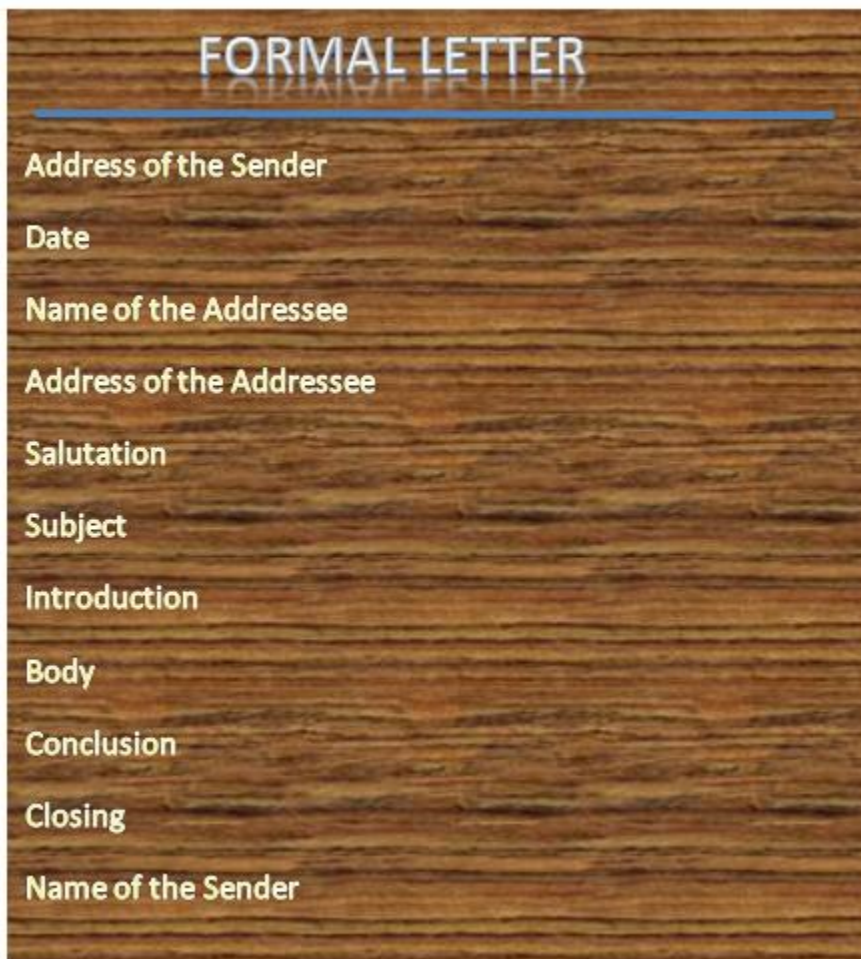 FORMAL LETTER
Address of the Sender
Date
Name of the Addressee
Address of the Addressee
Salutation
Subject
Introduction
Body
Conclusion
Closing
Name of the Sender